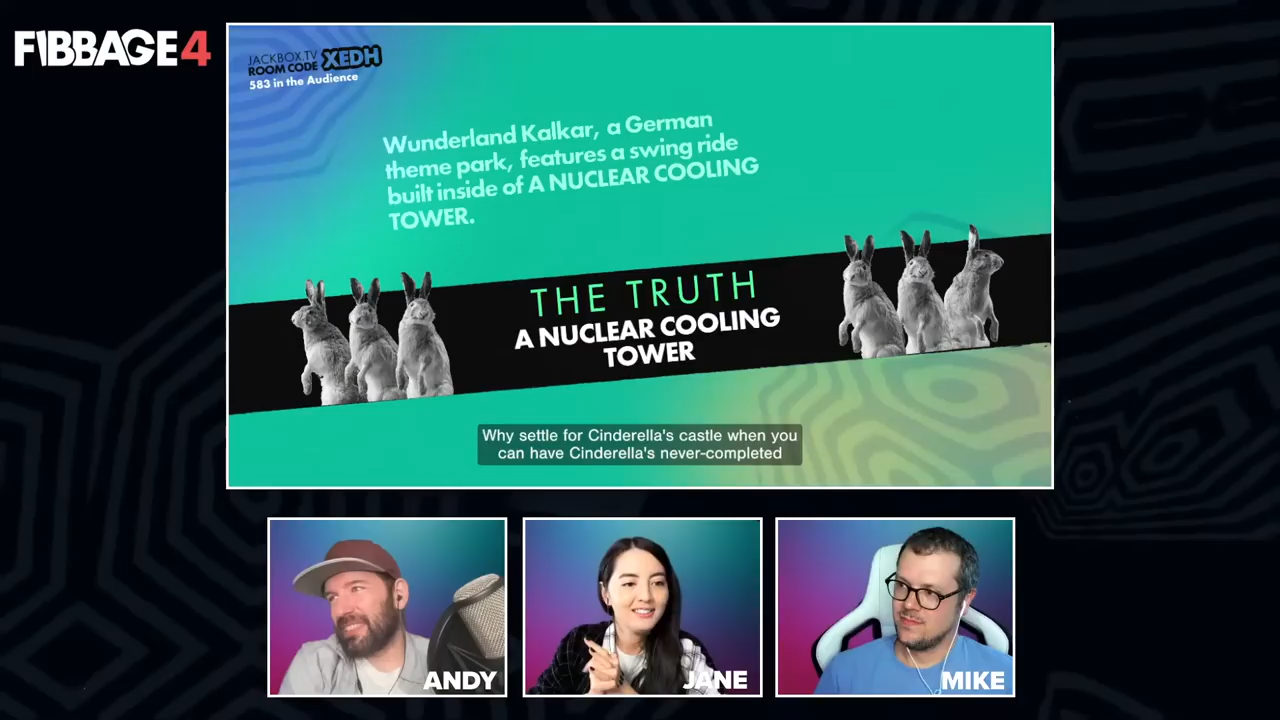 FIBBAGE 4
JACKBOX.TV
ROOM CODE XEDH
583 in the Audience
Wunderland Kalkar, a German
theme park, features a swing ride
built inside of A NUCLEAR COOLING
TOWER.
THE TRUTH
A NUCLEAR COOLING
TOWER
Why settle for Cinderella's castle when you
can have Cinderella's never-completed
ANDY
JANE
MIKE